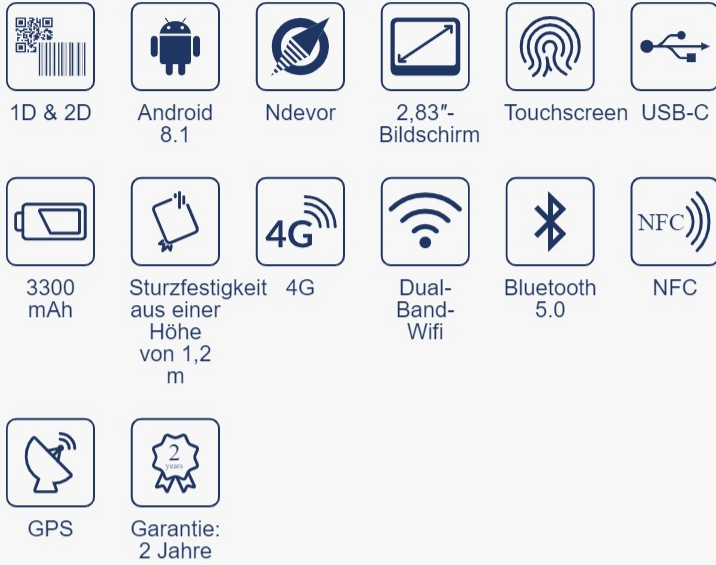 1D & 2D
Android
8.1
Ndevor
2,83″-
Bildschirm
Touchscreen
USB-C
4G
NFC
3300
mAh
Sturzfestigkeit
aus einer
Höhe
von 1,2
m
4G
Dual-
Band-
Wifi
Bluetooth
5.0
NFC
2
years
GPS
Garantie:
2 Jahre